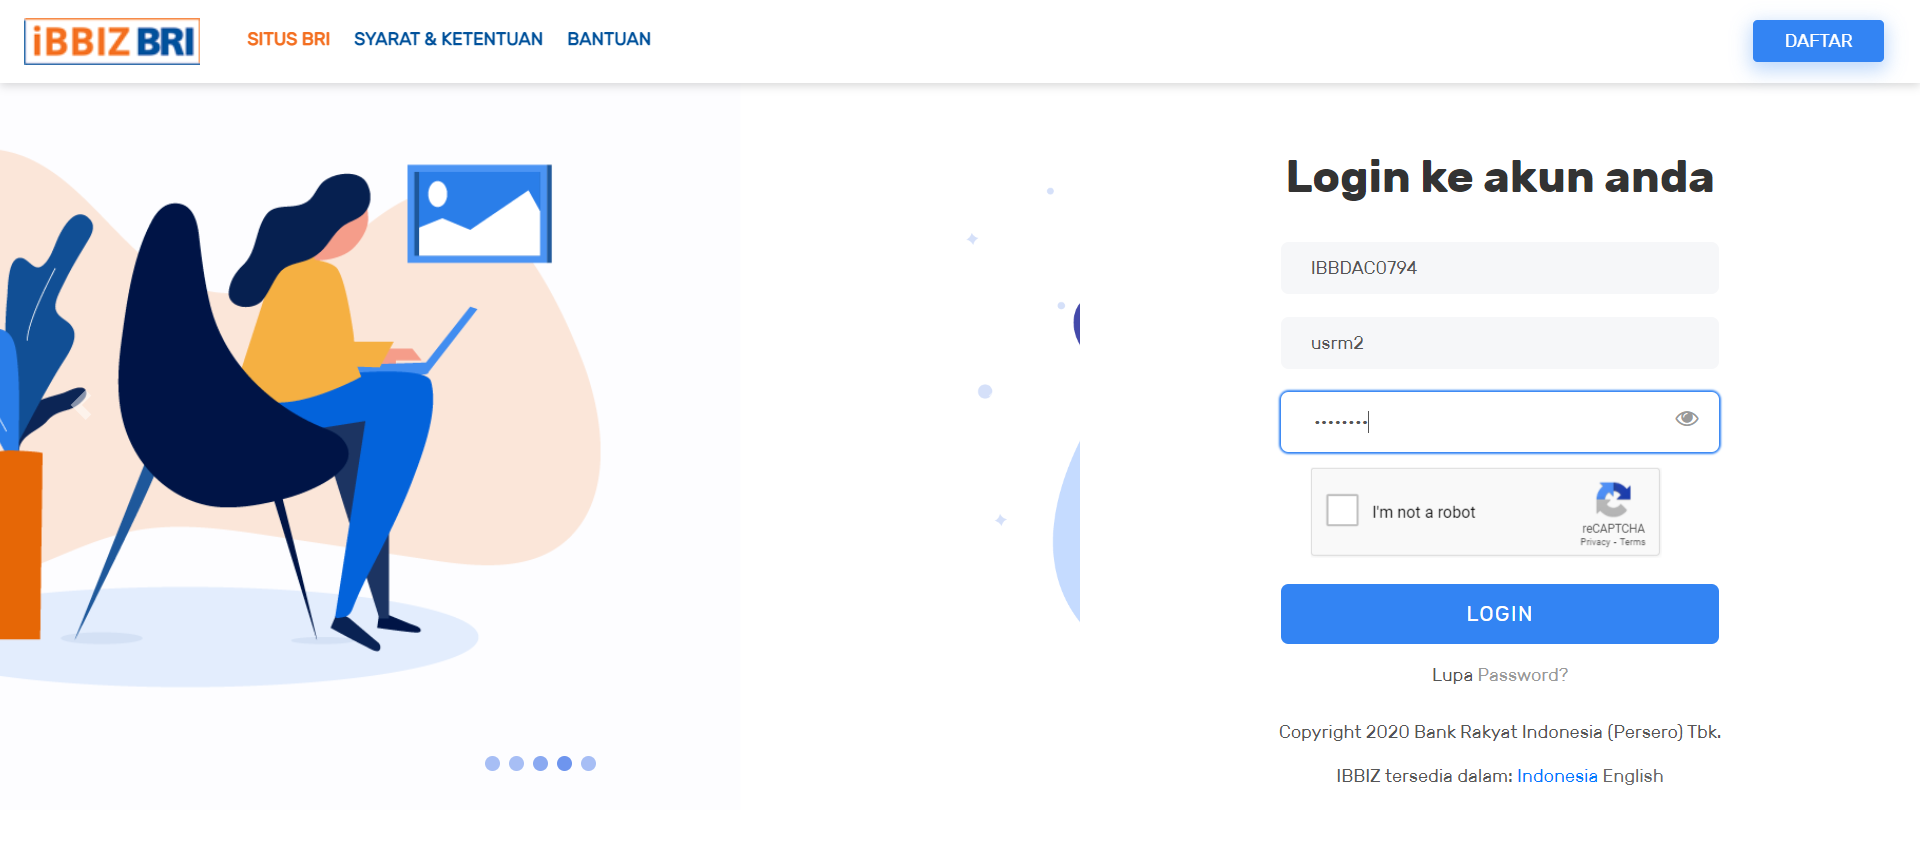 iBBIZ BRI
SITUS BRI
SYARAT & KETENTUAN
BANTUAN
DAFTAR
Login ke akun anda
IBBDAC0794
usrm2
••••••••
I'm not a robot
reCAPTCHA
Privacy - Terms
LOGIN
Lupa Password?
Copyright 2020 Bank Rakyat Indonesia (Persero) Tbk.
IBBIZ tersedia dalam: Indonesia English